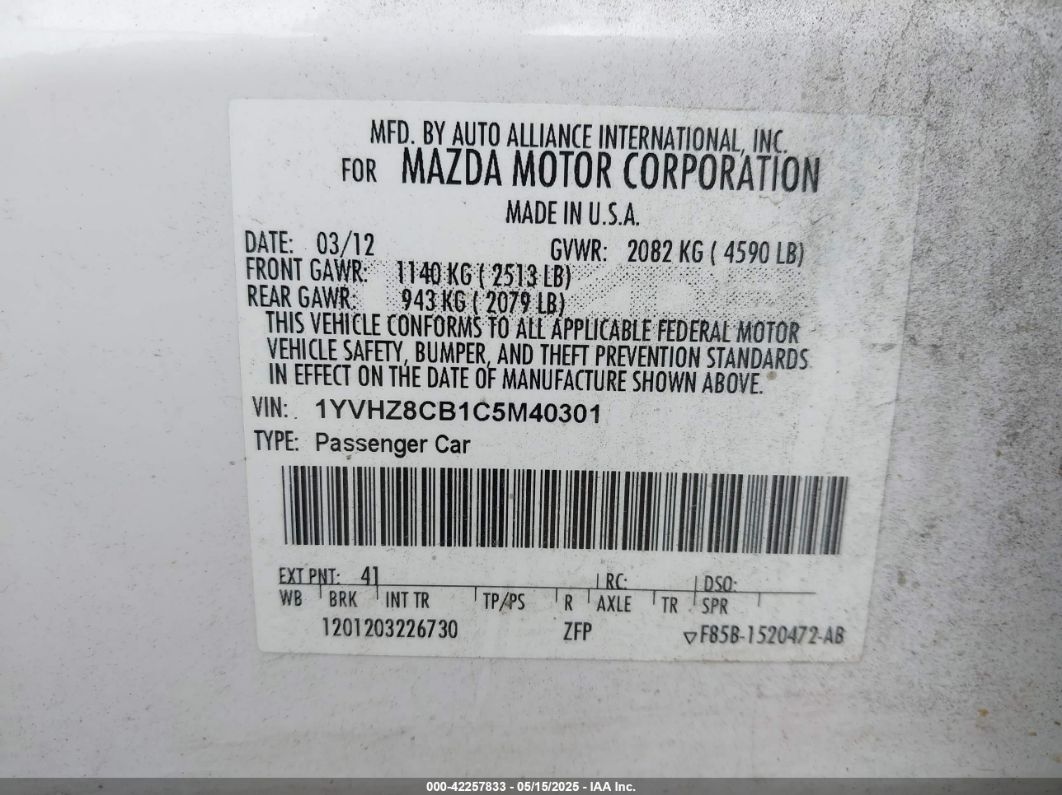 MFD. BY AUTO ALLIANCE INTERNATIONAL, INC.
FOR MAZDA MOTOR CORPORATION
MADE IN U.S.A.
DATE: 03/12 GVWR: 2082 KG ( 4590 LB)
FRONT GAWR: 1140 KG ( 2513 LB)
REAR GAWR: 943 KG ( 2079 LB)
THIS VEHICLE CONFORMS TO ALL APPLICABLE FEDERAL MOTOR
VEHICLE SAFETY, BUMPER, AND THEFT PREVENTION STANDARDS
IN EFFECT ON THE DATE OF MANUFACTURE SHOWN ABOVE.
VIN: 1YVHZ8CB1C5M40301
TYPE: Passenger Car
EXT PNT: 41 RC: DSO:
WB BRK INT TR TP/PS R AXLE TR SPR
1201203226730 ZFP ▽F85B-1520472-AB
000-42257833 - 05/15/2025 - IAA Inc.